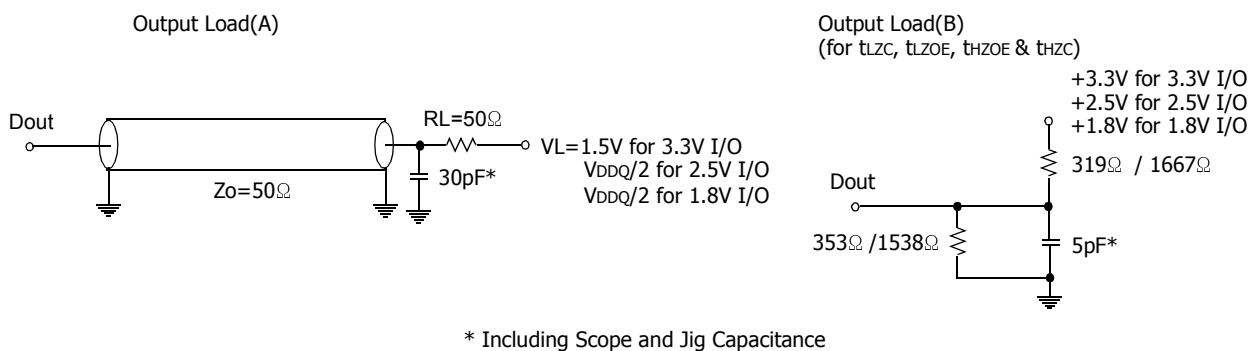 Output Load(A)
Dout
Zo=50Ω
RL=50Ω
30pF*
VL=1.5V for 3.3V I/O
VDDQ/2 for 2.5V I/O
VDDQ/2 for 1.8V I/O
Output Load(B)
(for tLZC, tLZOE, tHZOE & tHZC)
+3.3V for 3.3V I/O
+2.5V for 2.5V I/O
+1.8V for 1.8V I/O
319Ω / 1667Ω
Dout
353Ω /1538Ω
5pF*
* Including Scope and Jig Capacitance